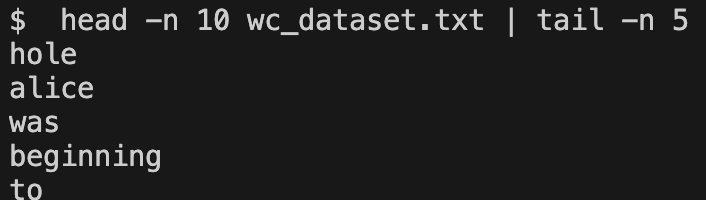 $  head -n 10 wc_dataset.txt | tail -n 5
hole
alice
was
beginning
to